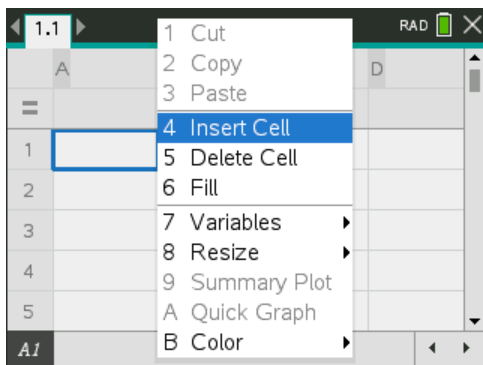 1.1 RAD
A D
=
1
2
3
4
5
1 Cut
2 Copy
3 Paste
4 Insert Cell
5 Delete Cell
6 Fill
7 Variables
8 Resize
9 Summary Plot
A Quick Graph
B Color
A1